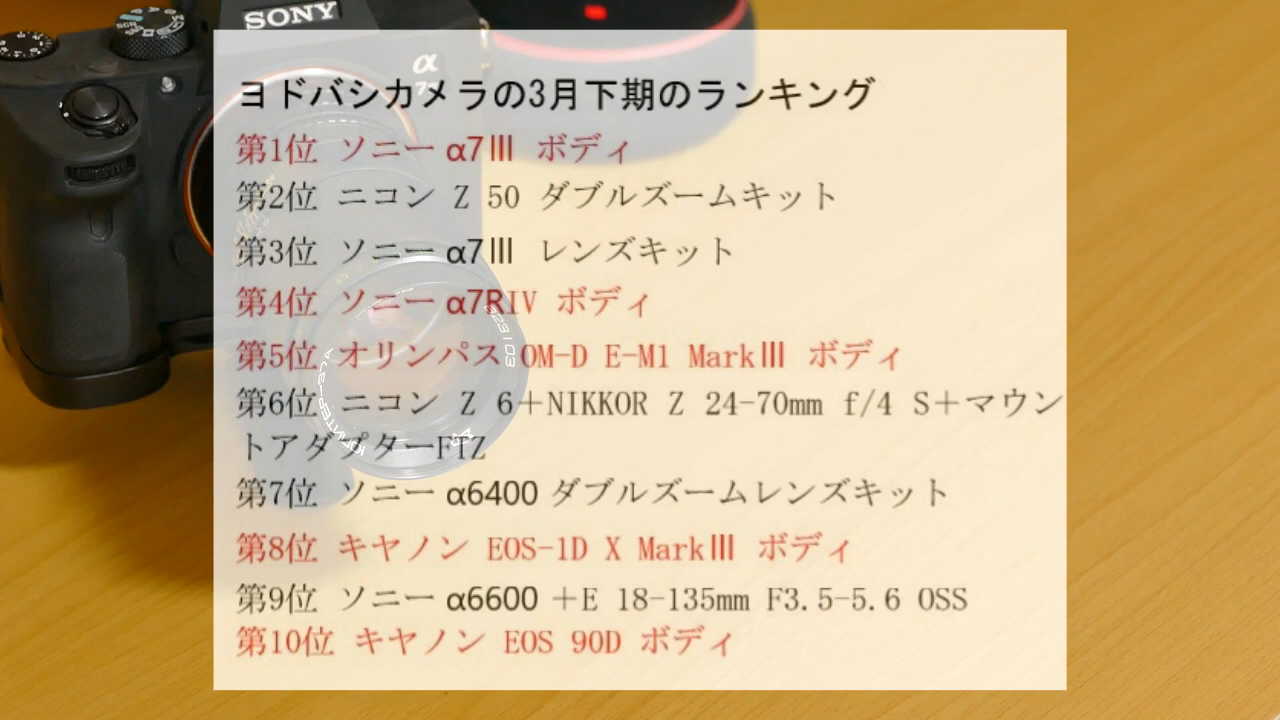 SONY
α
7
ヨドバシカメラの3月下期のランキング
第1位 ソニー α7Ⅲ ボディ
第2位 ニコン Z 50 ダブルズームキット
第3位 ソニー α7Ⅲ レンズキット
第4位 ソニー α7RIV ボディ
第5位 オリンパス OM-D E-M1 MarkⅢ ボディ
第6位 ニコン Z 6＋NIKKOR Z 24-70mm f/4 S＋マウン
トアダプターFTZ
第7位 ソニー α6400 ダブルズームレンズキット
第8位 キヤノン EOS-1D X MarkⅢ ボディ
第9位 ソニー α6600 ＋E 18-135mm F3.5-5.6 OSS
第10位 キヤノン EOS 90D ボディ